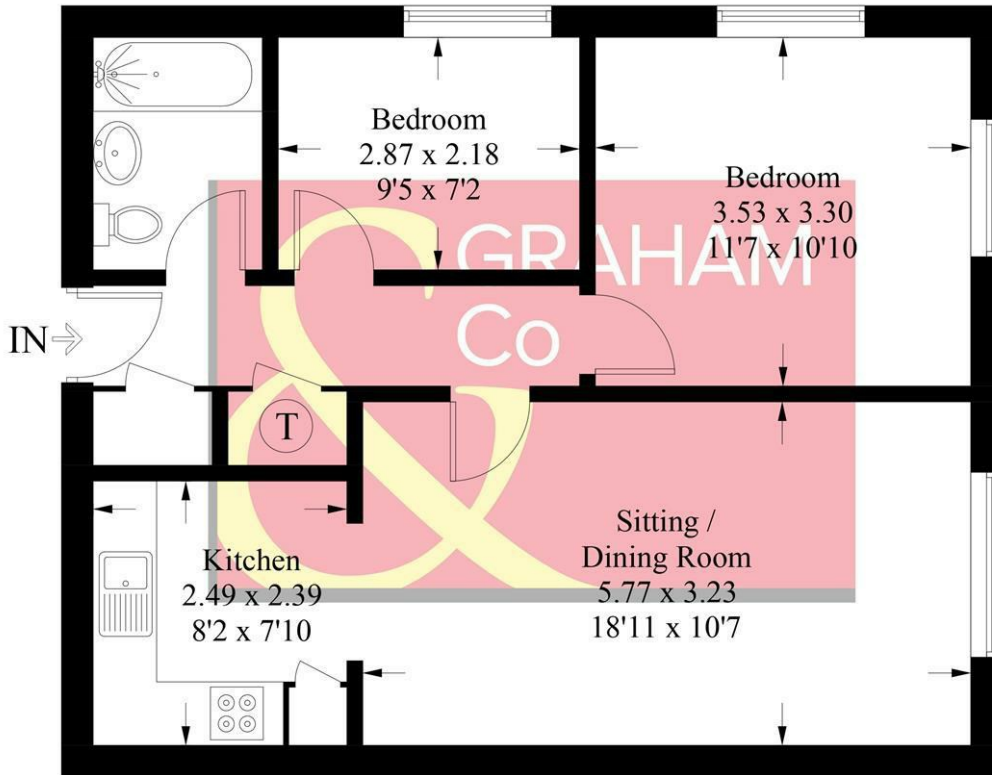 Bedroom
2.87 x 2.18
9'5 x 7'2
Bedroom
3.53 x 3.30
11'7 x 10'10
& GRAHAM
Co
IN
T
Kitchen
2.49 x 2.39
8'2 x 7'10
Sitting /
Dining Room
5.77 x 3.23
18'11 x 10'7